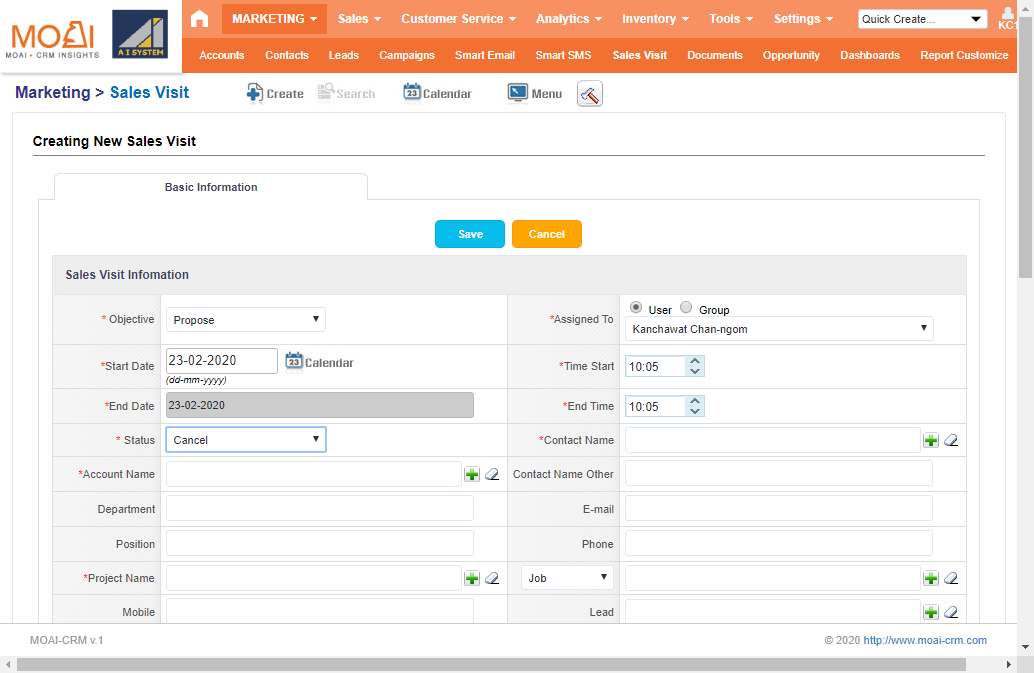 MOAI
MOAI • CRM INSIGHTS
A I SYSTEM
MARKETING Sales Customer Service Analytics Inventory Tools Settings Quick Create...
Accounts Contacts Leads Campaigns Smart Email Smart SMS Sales Visit Documents Opportunity Dashboards Report Customize
Marketing > Sales Visit Create Search 23 Calendar Menu
Creating New Sales Visit
Basic Information
Save Cancel
Sales Visit Infomation
* Objective Propose *Assigned To User Group
Kanchawat Chan-ngom
*Start Date 23-02-2020 23 Calendar *Time Start 10:05
(dd-mm-yyyy)
*End Date 23-02-2020 *End Time 10:05
* Status Cancel *Contact Name
*Account Name Contact Name Other
Department E-mail
Position Phone
*Project Name Job
Mobile Lead
MOAI-CRM v.1 © 2020 http://www.moai-crm.com